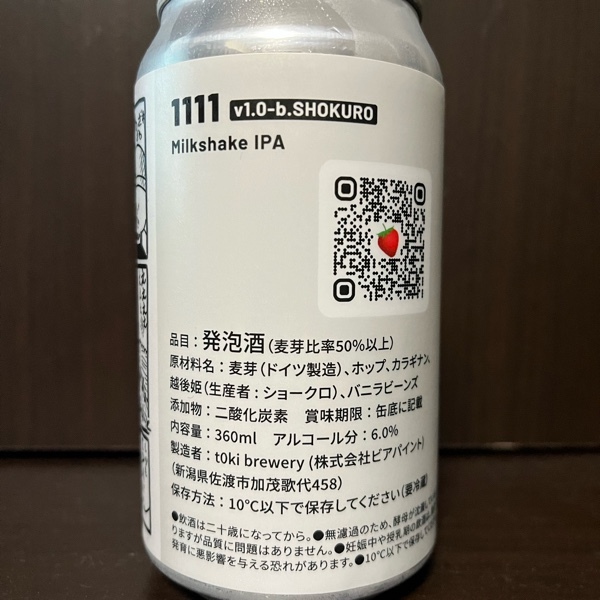 1111 v1.0-b.SHOKURO
Milkshake IPA
品目：発泡酒（麦芽比率50%以上）
原材料名：麦芽（ドイツ製造）、ホップ、カラギナン、
越後姫（生産者：ショークロ）、バニラビーンズ
添加物：二酸化炭素　賞味期限：缶底に記載
内容量：360ml　アルコール分：6.0%
製造者：t0ki brewery (株式会社ビアパイント)
（新潟県佐渡市加茂歌代458）
保存方法：10℃以下で保存してください（要冷蔵）
●飲酒は二十歳になってから。●無濾過のため、酵母が沈澱
りますが品質に問題はありません。●妊娠中や授乳期の飲酒は
発育に悪影響を与える恐れがあります。●10℃以下で保存